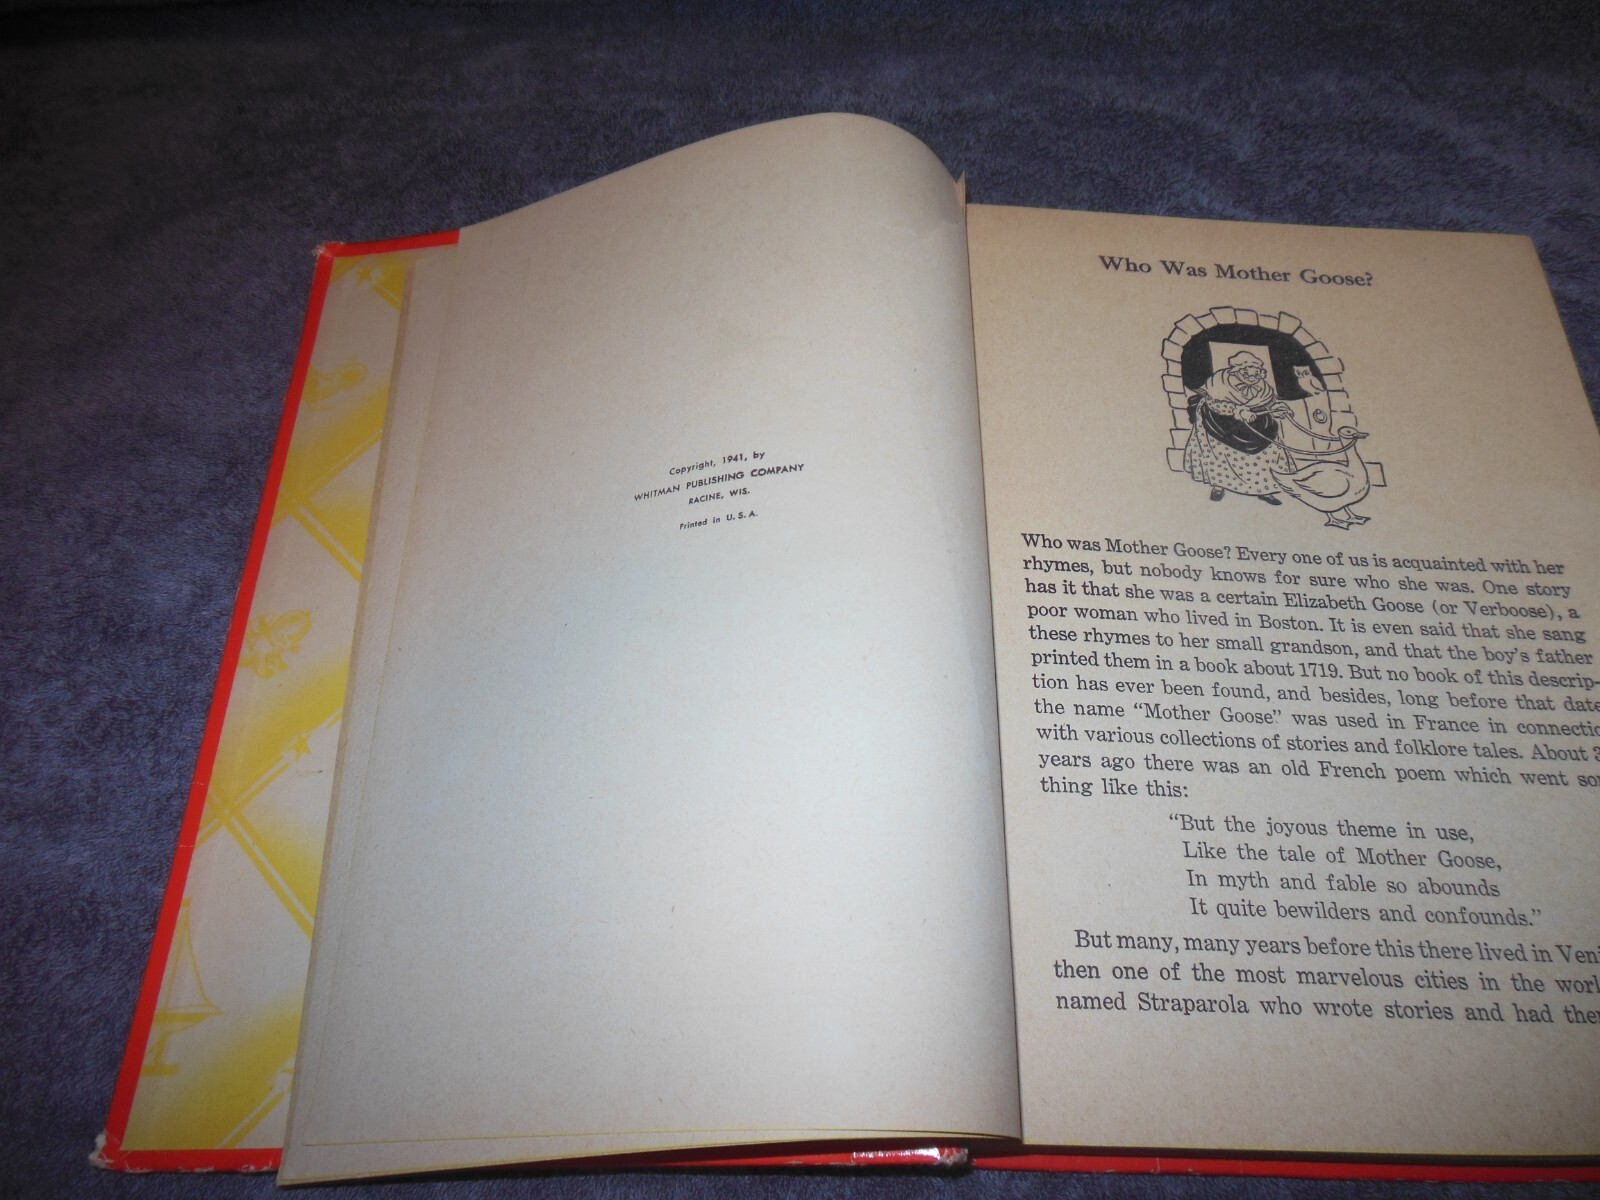 Copyright, 1941, by
WHITMAN PUBLISHING COMPANY
RACINE, WIS.
Printed in U. S. A.
Who Was Mother Goose?
Who was Mother Goose? Every one of us is acquainted with her
rhymes, but nobody knows for sure who she was. One story
has it that she was a certain Elizabeth Goose (or Verboose), a
poor woman who lived in Boston. It is even said that she sang
these rhymes to her small grandson, and that the boy's father
printed them in a book about 1719. But no book of this descrip-
tion has ever been found, and besides, long before that date
the name "Mother Goose" was used in France in
with various collections of stories and folklore tales. About
years ago there was an old French poem which went
thing like this:
"But the joyous theme in use,
Like the tale of Mother Goose,
In myth and fable so abounds
It quite bewilders and confounds."
But many, many years before this there lived in
then one of the most marvelous cities in the
named Straparola who wrote stories and had